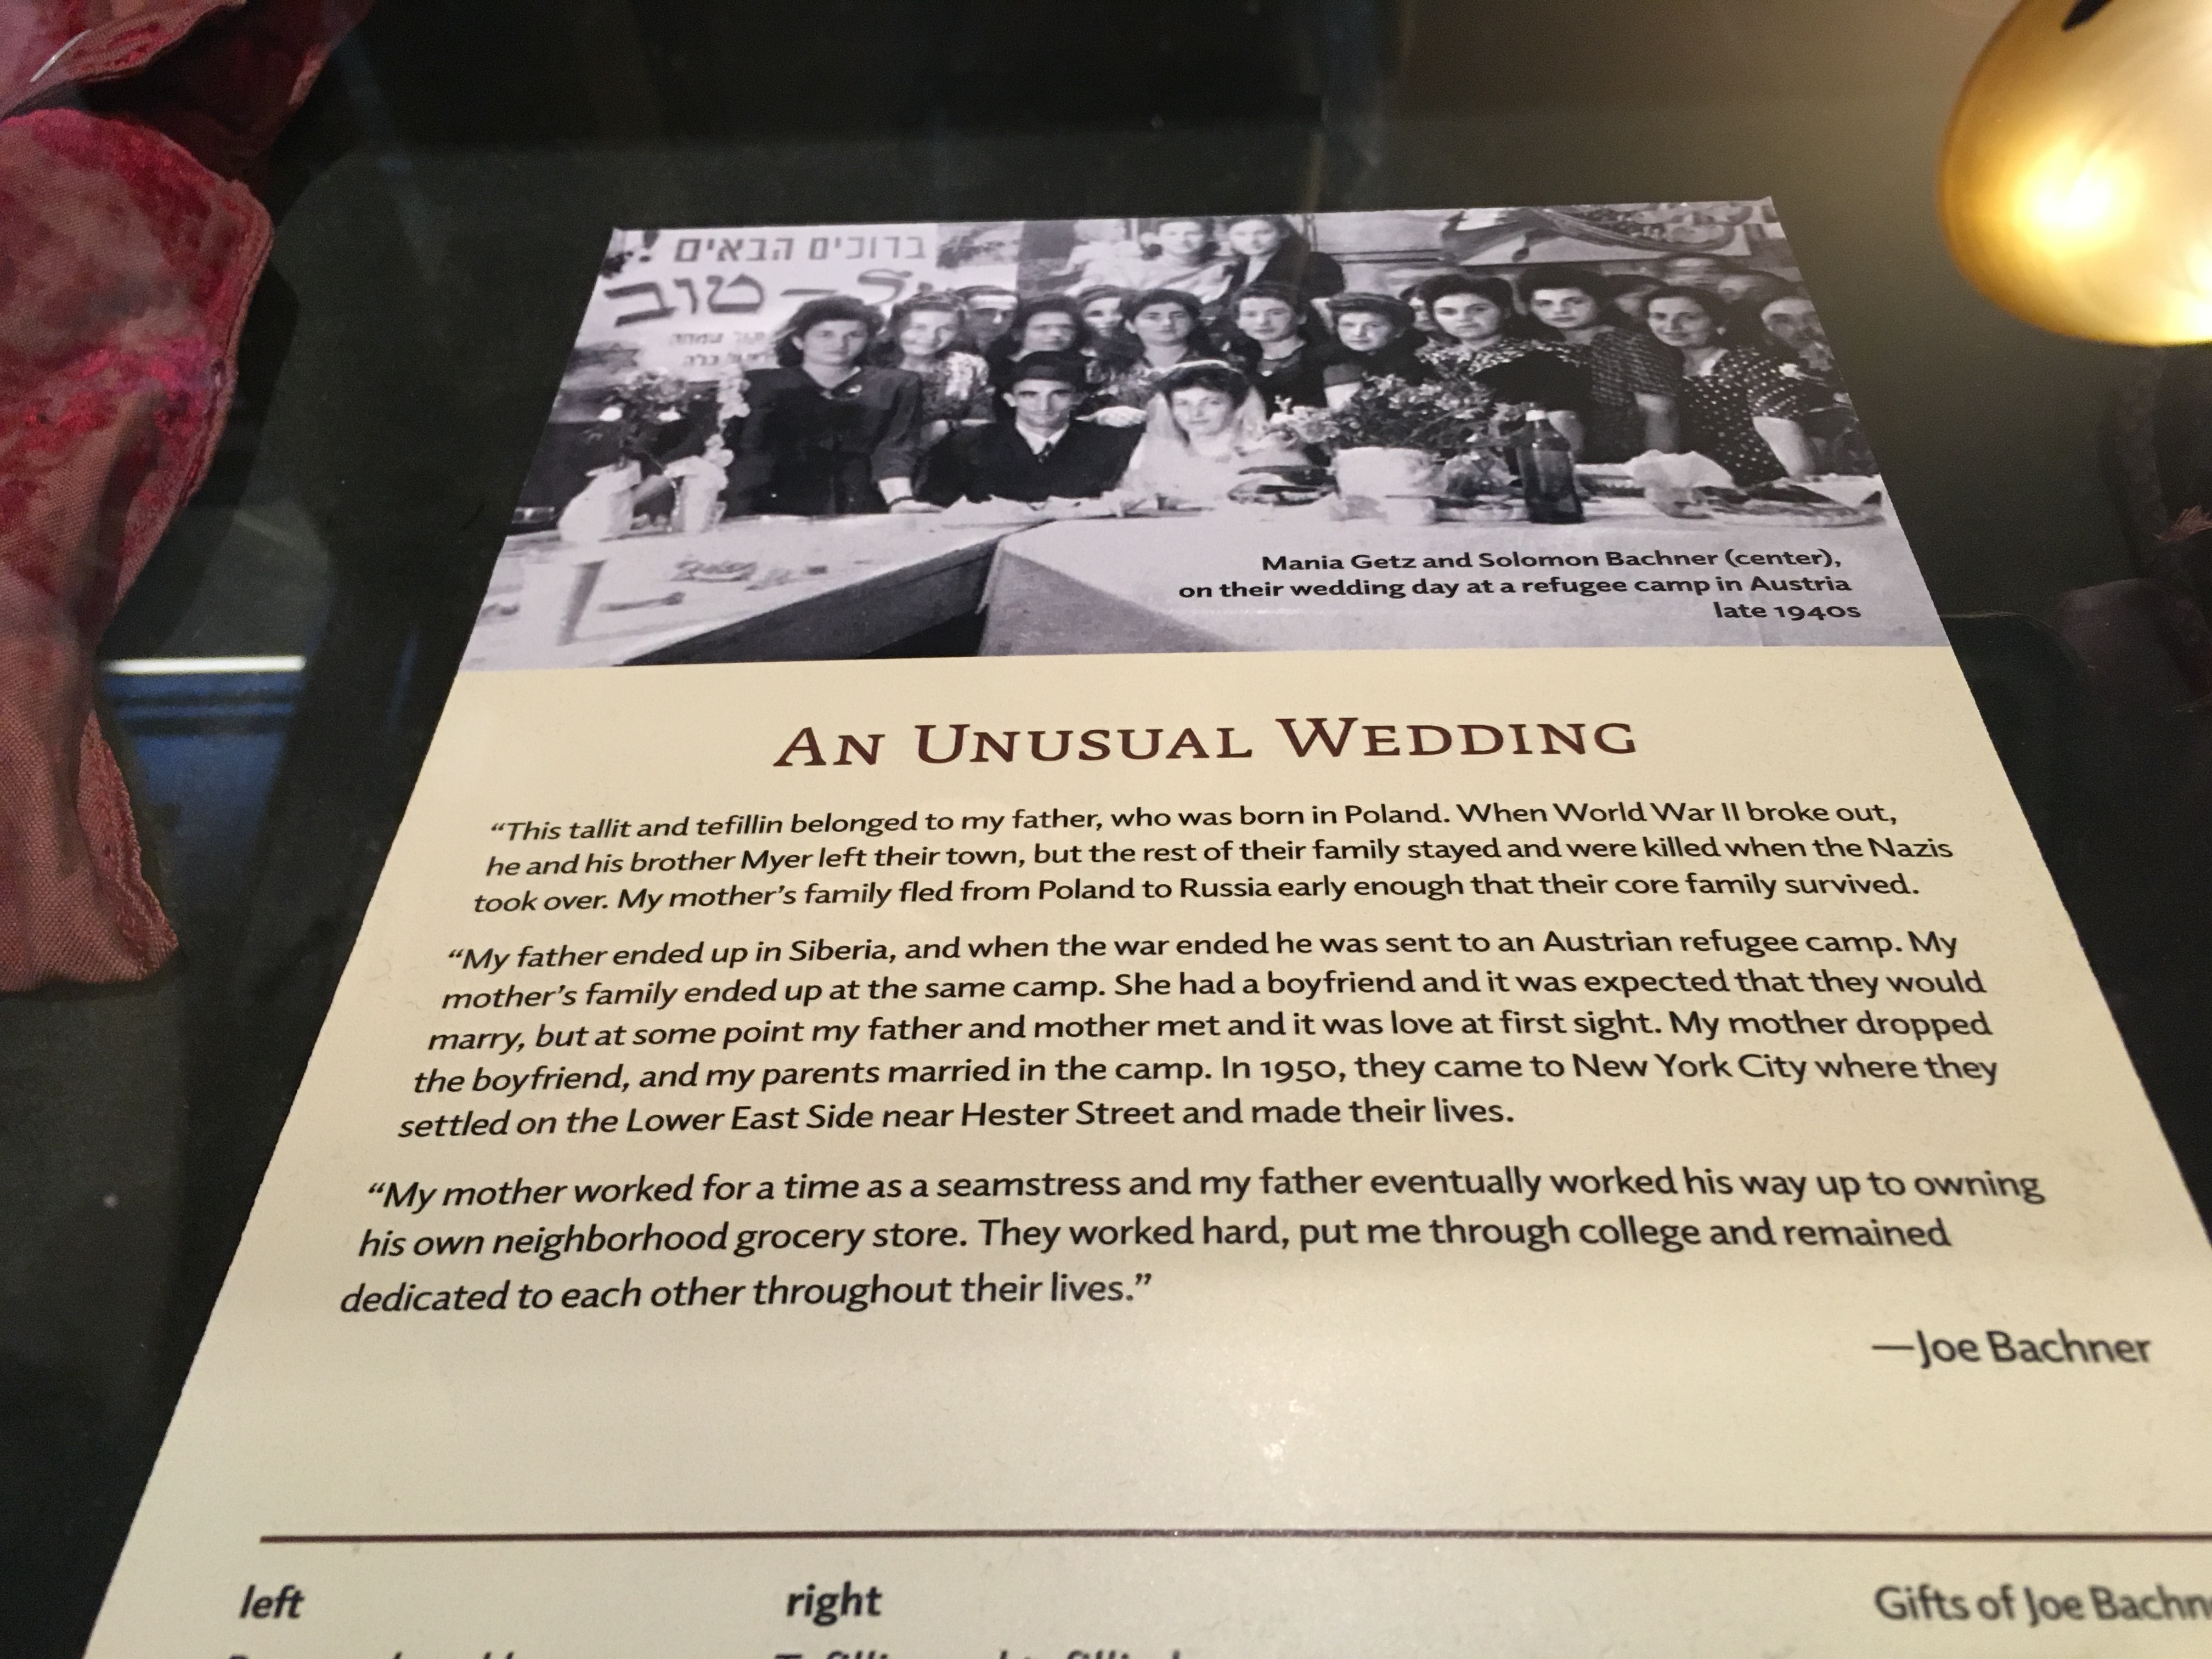 ברוכים הבאים!
טוב
כלה
Mania Getz and Solomon Bachner (center),
on their wedding day at a refugee camp in Austria
late 1940s
AN UNUSUAL WEDDING
“This tallit and tefillin belonged to my father, who was born in Poland. When World War II broke out,
he and his brother Myer left their town, but the rest of their family stayed and were killed when the Nazis
took over. My mother’s family fled from Poland to Russia early enough that their core family survived.
“My father ended up in Siberia, and when the war ended he was sent to an Austrian refugee camp. My
mother’s family ended up at the same camp. She had a boyfriend and it was expected that they would
marry, but at some point my father and mother met and it was love at first sight. My mother dropped
the boyfriend, and my parents married in the camp. In 1950, they came to New York City where they
settled on the Lower East Side near Hester Street and made their lives.
“My mother worked for a time as a seamstress and my father eventually worked his way up to owning
his own neighborhood grocery store. They worked hard, put me through college and remained
dedicated to each other throughout their lives.”
—Joe Bachner
left
right
Gifts of Joe